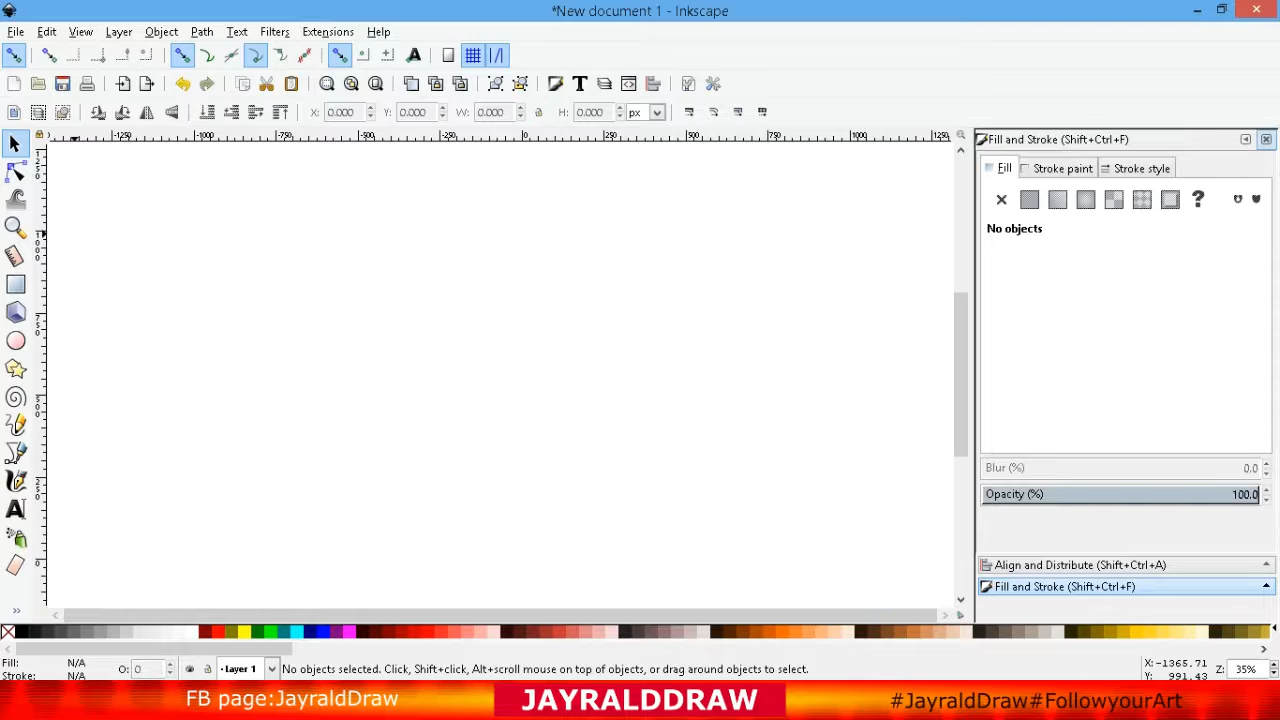 *New document 1 - Inkscape
File Edit View Layer Object Path Text Filters Extensions Help
X: 0.000 Y: 0.000 W: 0.000 H: 0.000 px
Fill and Stroke (Shift+Ctrl+F)
Fill Stroke paint Stroke style
No objects
Blur (%) 0.0
Opacity (%) 100.0
Align and Distribute (Shift+Ctrl+A)
Fill and Stroke (Shift+Ctrl+F)
Fill: N/A
Stroke: N/A
O: 0
Layer 1
No objects selected. Click, Shift+click, Alt+scroll mouse on top of objects, or drag around objects to select.
X: -1365.71
Y: 991.43
Z: 35%
FB page:JayraldDraw
JAYRALDDRAW
#JayraldDraw#FollowyourArt